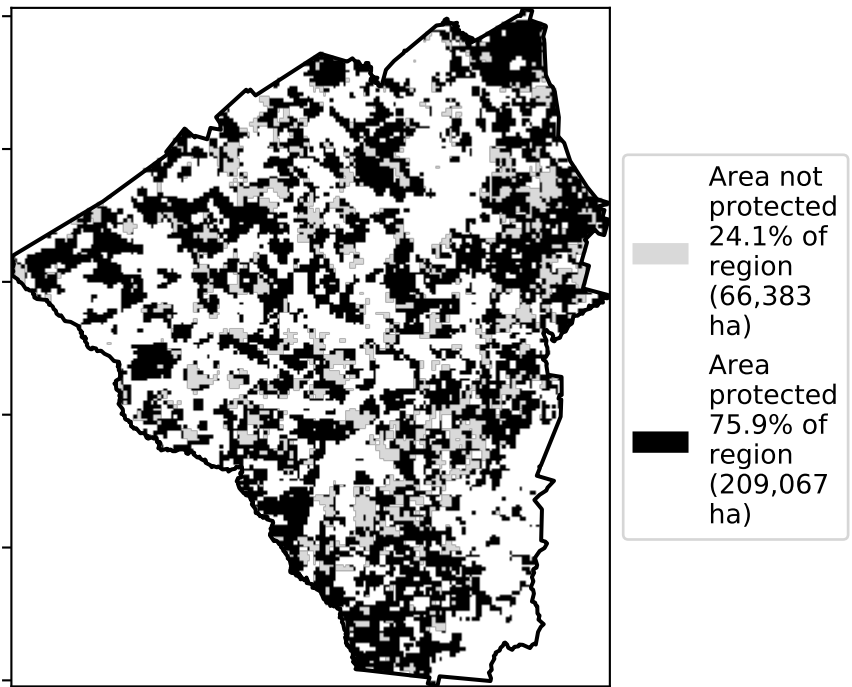 Area not
protected
24.1% of
region
(66,383
ha)
Area
protected
75.9% of
region
(209,067
ha)